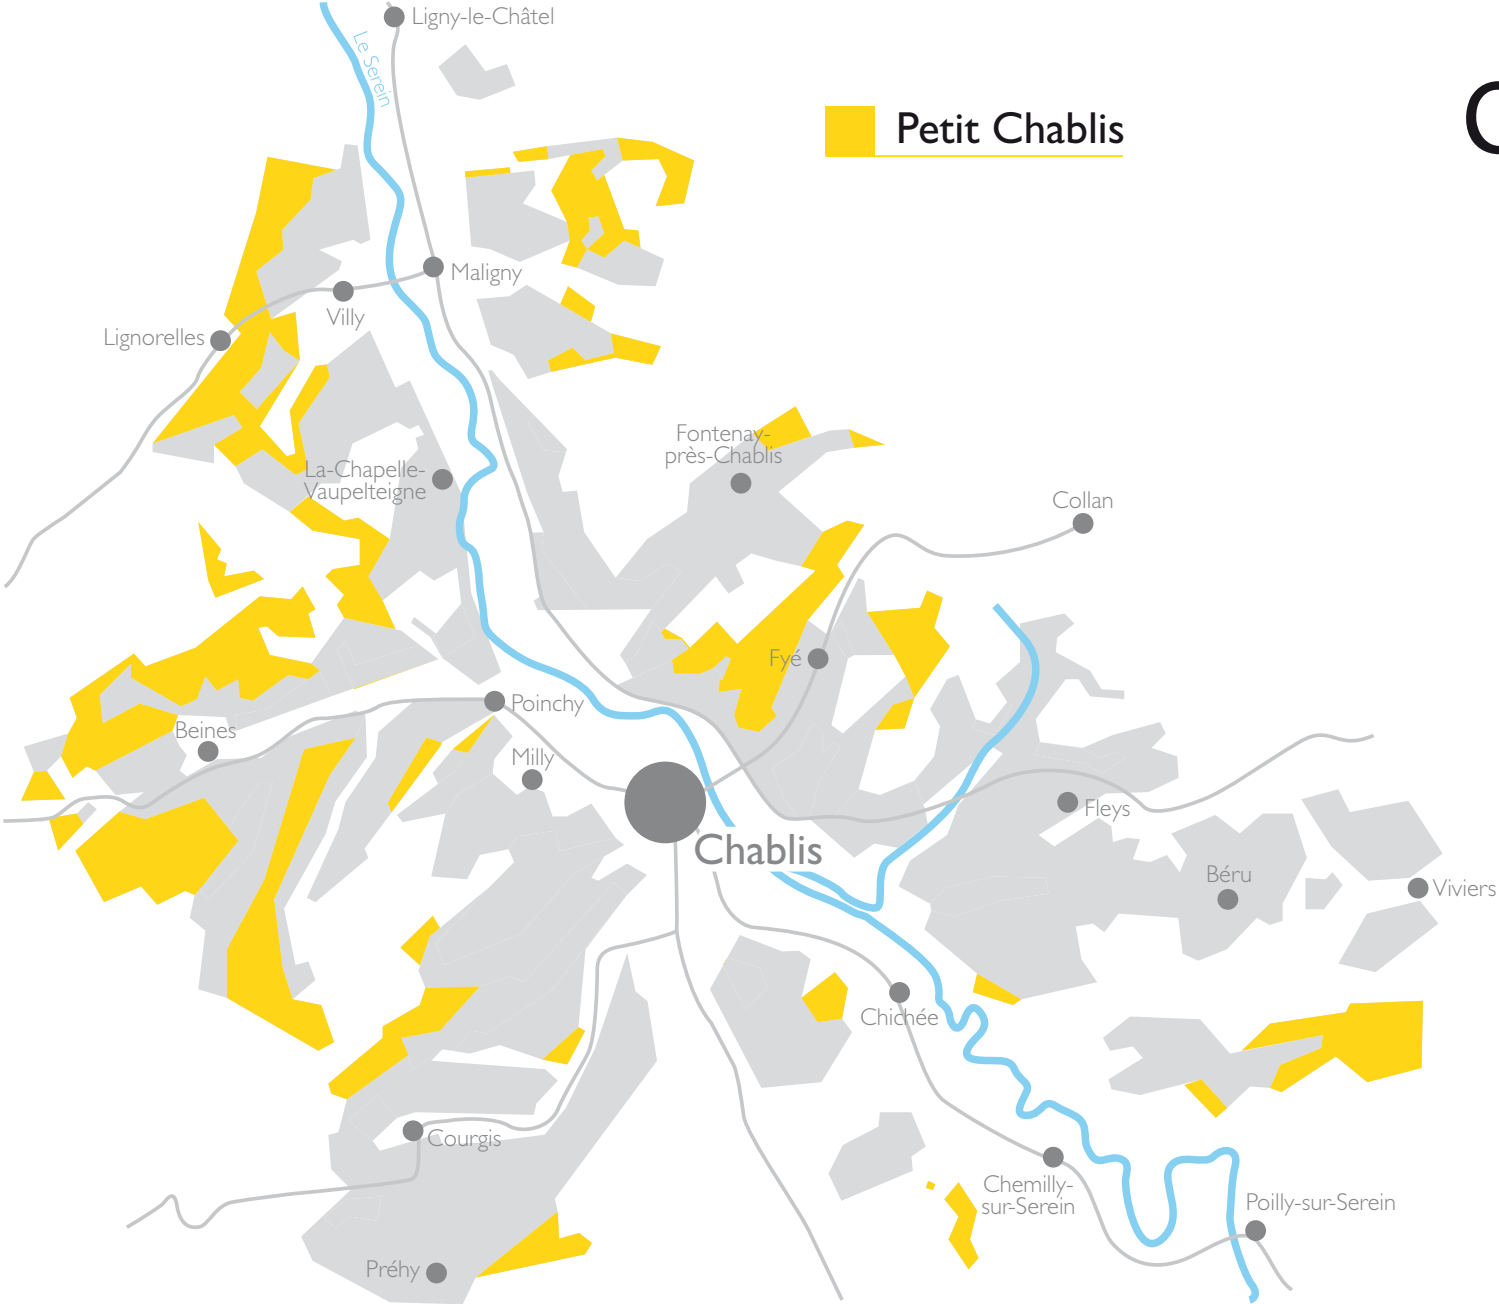 Ligny-le-Châtel
Le Serein
Petit Chablis
C
Maligny
Villy
Lignorelles
Fontenay-
près-Chablis
La-Chapelle-
Vaupelteigne
Collan
Fyé
Poinchy
Beines
Milly
Fleys
Chablis
Béru
Viviers
Chichée
Courgis
Chemilly-
sur-Serein
Poilly-sur-Serein
Préhy